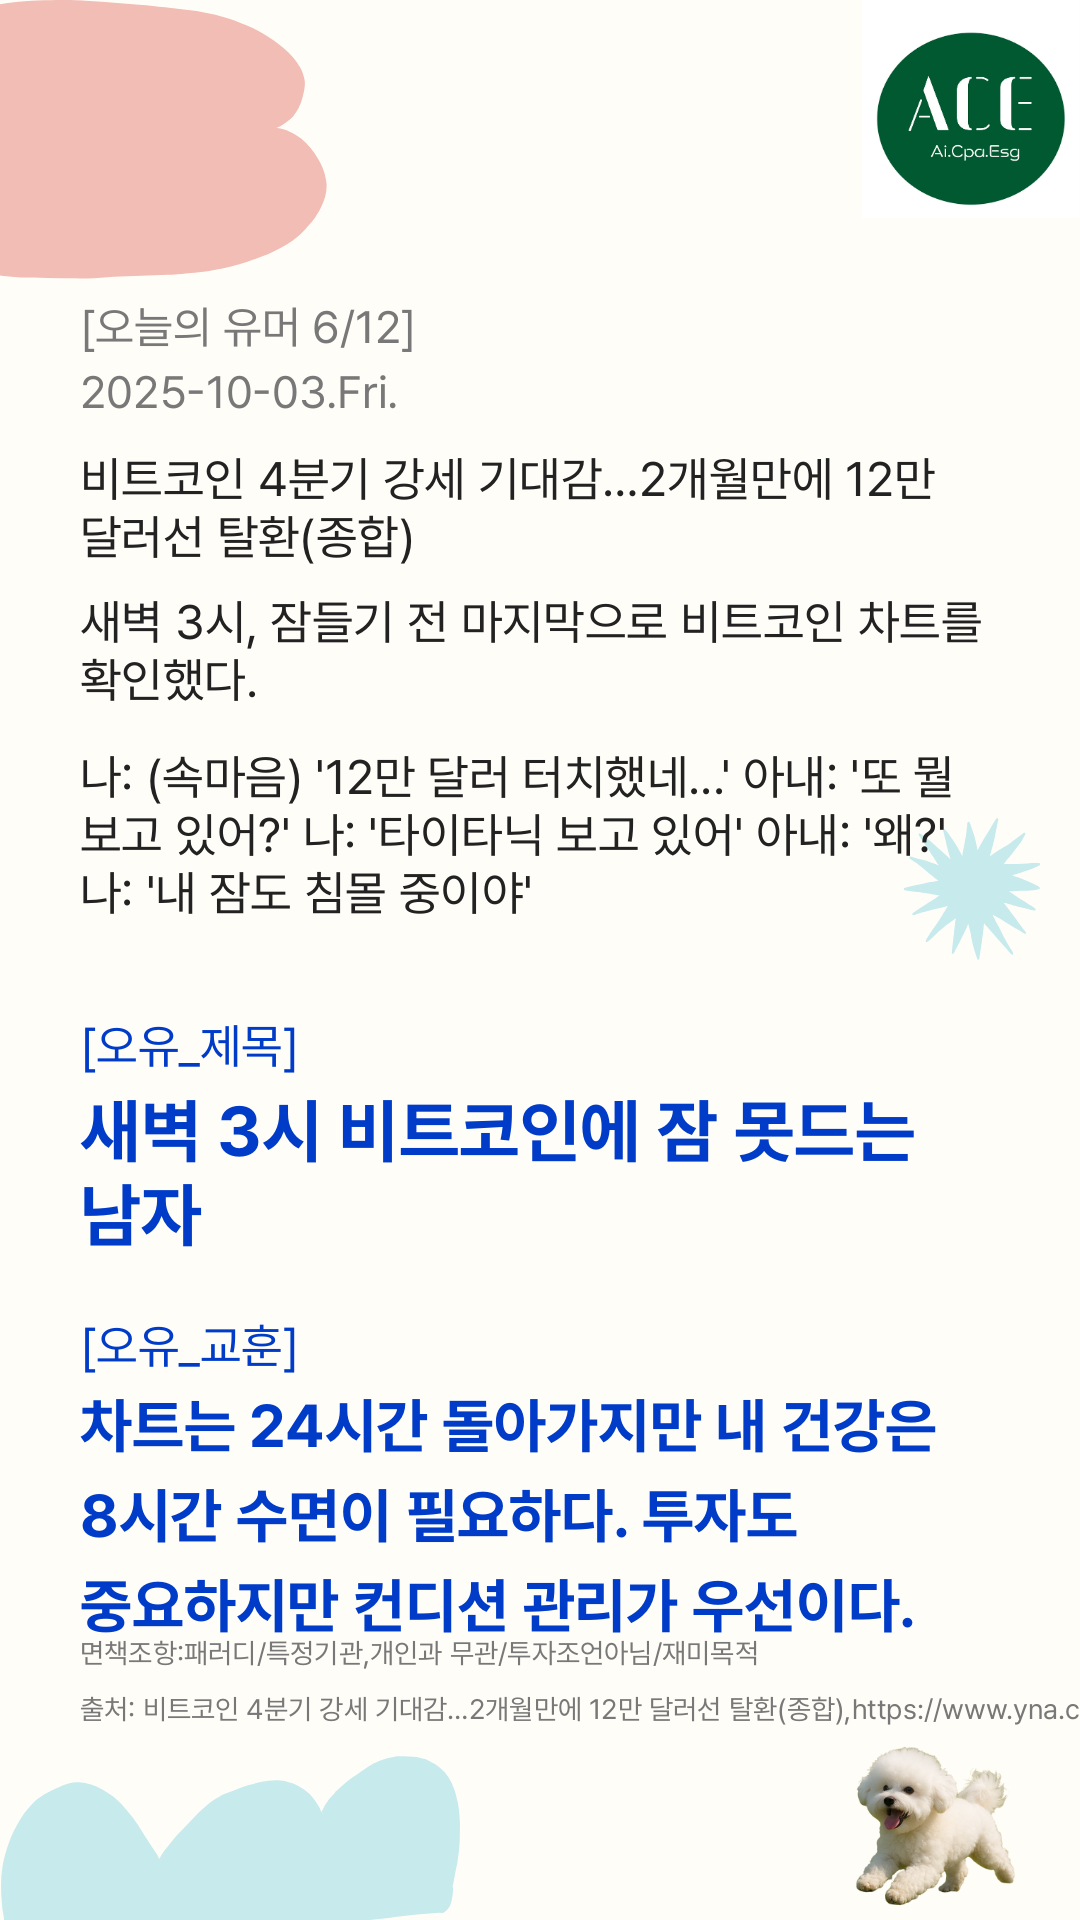 ACE
Ai.Cpa.Esg
[오늘의 유머 6/12]
2025-10-03.Fri.
비트코인 4분기 강세 기대감...2개월만에 12만
달러선 탈환(종합)
새벽 3시, 잠들기 전 마지막으로 비트코인 차트를
확인했다.
나: (속마음) '12만 달러 터치했네...' 아내: '또 뭘
보고 있어?' 나: '타이타닉 보고 있어' 아내: '왜?'
나: '내 잠도 침몰 중이야'
[오유_제목]
새벽 3시 비트코인에 잠 못드는
남자
[오유_교훈]
차트는 24시간 돌아가지만 내 건강은
8시간 수면이 필요하다. 투자도
중요하지만 컨디션 관리가 우선이다.
면책조항:패러디/특정기관,개인과 무관/투자조언아님/재미목적
출처: 비트코인 4분기 강세 기대감...2개월만에 12만 달러선 탈환(종합),https://www.yna.c